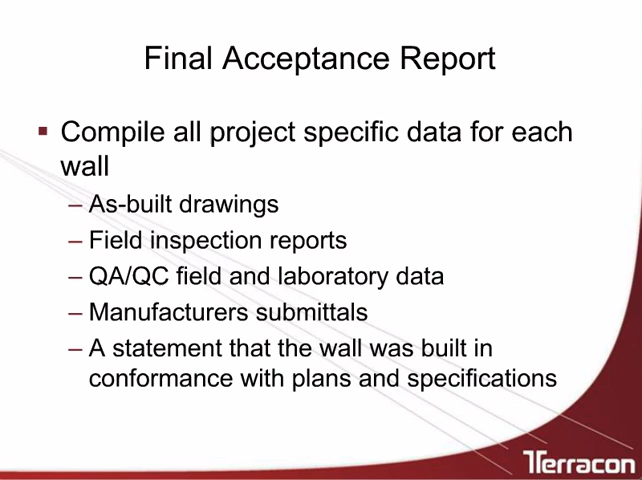 Final Acceptance Report
▪ Compile all project specific data for each
wall
– As-built drawings
– Field inspection reports
– QA/QC field and laboratory data
– Manufacturers submittals
– A statement that the wall was built in
conformance with plans and specifications
Terracon